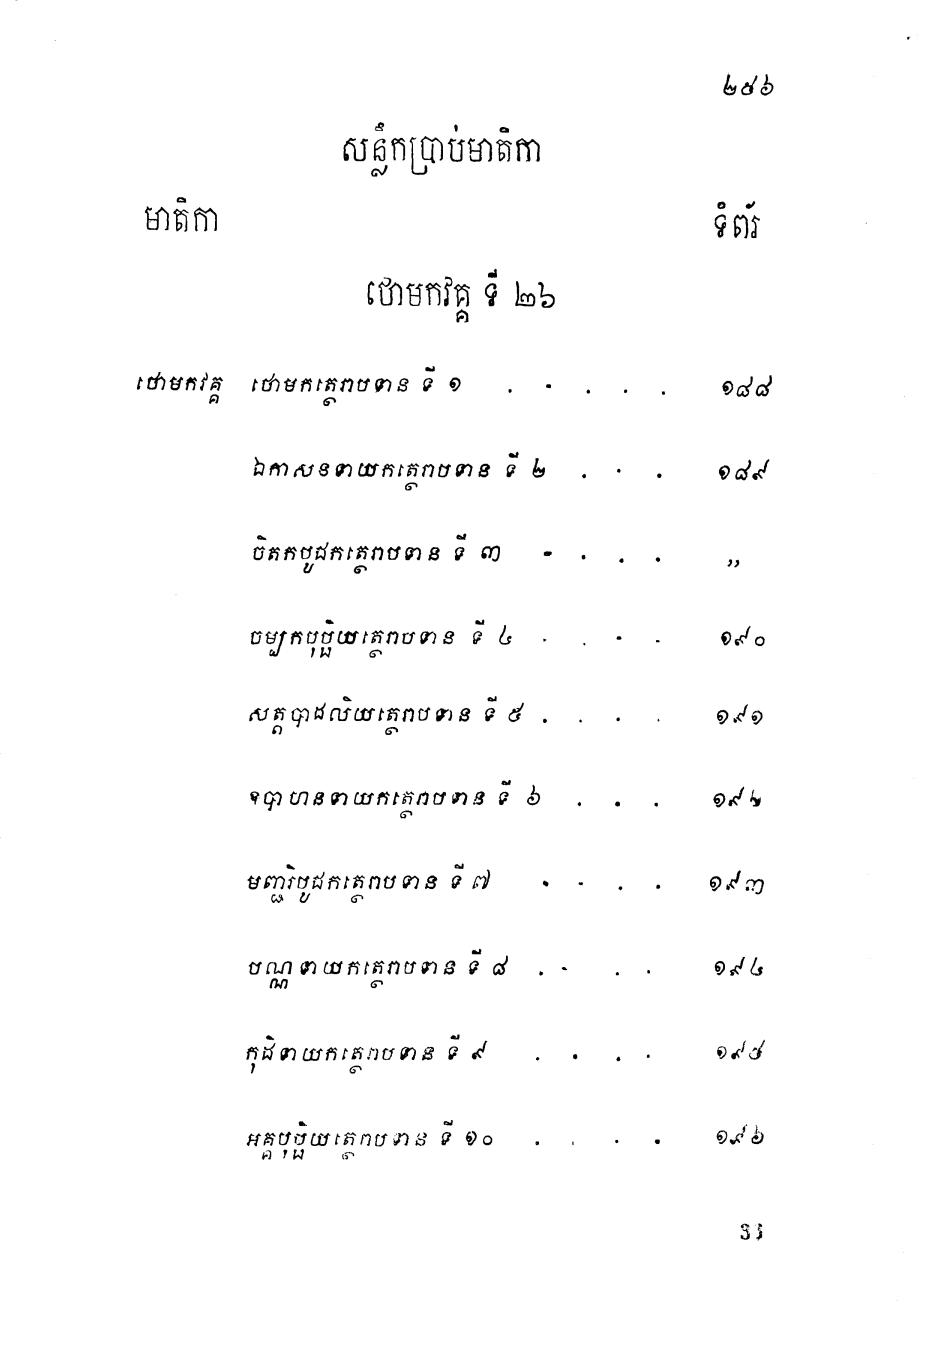 ២៥៦
សន្លឹកប្រាប់មាតិកា
មាតិកា ទំព័រ
ថោមកវគ្គ ទី ២៦
ថោមកវគ្គ ថោមកត្ថេរាបទាន ទី ១ . . . . . ១៨៨
ឯកាសនទាយកត្ថេរាបទាន ទី ២ . . . ១៨៩
ចិតកបូជកត្ថេរាបទាន ទី ៣ . . . . ,,
ចម្បកបុប្ផិយត្ថេរាបទាន ទី ៤ . . . . ១៩០
សត្តបាដលិយត្ថេរាបទាន ទី ៥ . . . . ១៩១
ឧបាហនទាយកត្ថេរាបទាន ទី ៦ . . . ១៩២
មញ្ជរិបូជកត្ថេរាបទាន ទី ៧ . . . . ១៩៣
បណ្ណទាយកត្ថេរាបទាន ទី ៨ . . . . ១៩៤
កុដិទាយកត្ថេរាបទាន ទី ៩ . . . . ១៩៥
អគ្គបុប្ផិយត្ថេរាបទាន ទី ១០ . . . . ១៩៦